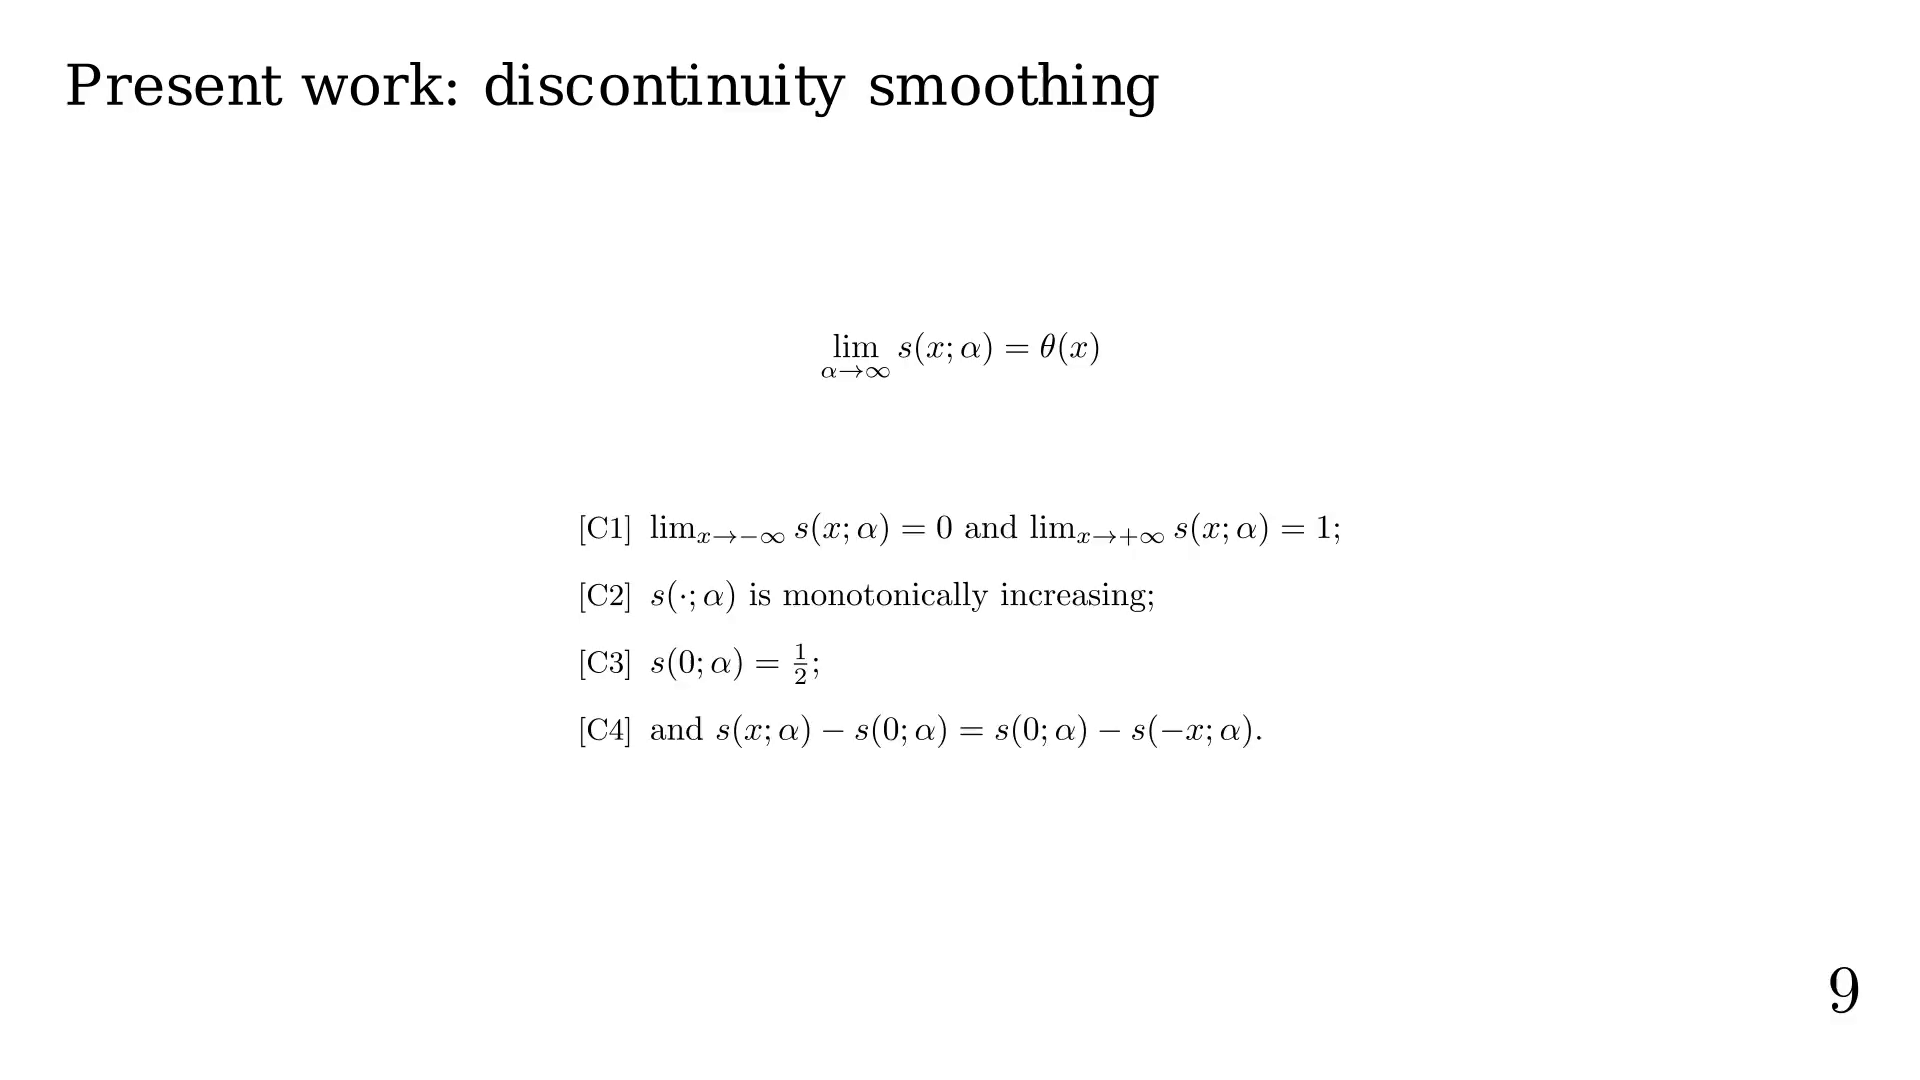 Present work: discontinuity smoothing
lim_{α→∞} s(x; α) = θ(x)
[C1] lim_{x→−∞} s(x; α) = 0 and lim_{x→+∞} s(x; α) = 1;
[C2] s(·; α) is monotonically increasing;
[C3] s(0; α) = 1/2;
[C4] and s(x; α) − s(0; α) = s(0; α) − s(−x; α).
9